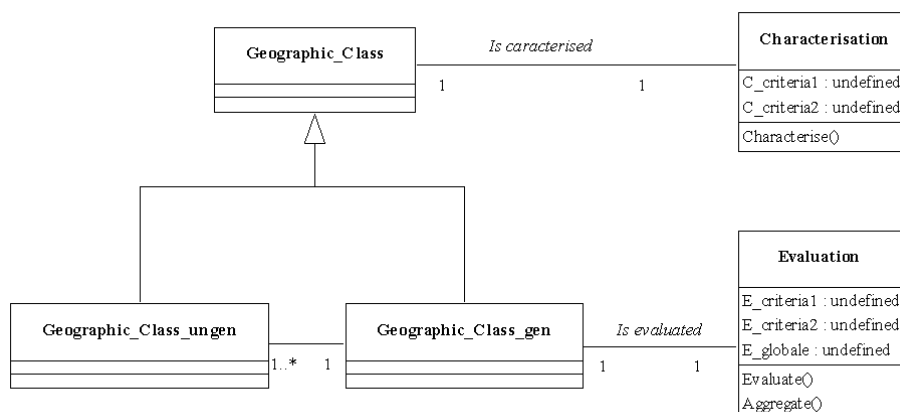 Geographic_Class
Is caracterised
1
1
Characterisation
C_criteria1 : undefined
C_criteria2 : undefined
Characterise()
Geographic_Class_ungen
1..*
1
Geographic_Class_gen
Is evaluated
1
1
Evaluation
E_criteria1 : undefined
E_criteria2 : undefined
E_globale : undefined
Evaluate()
Aggregate()